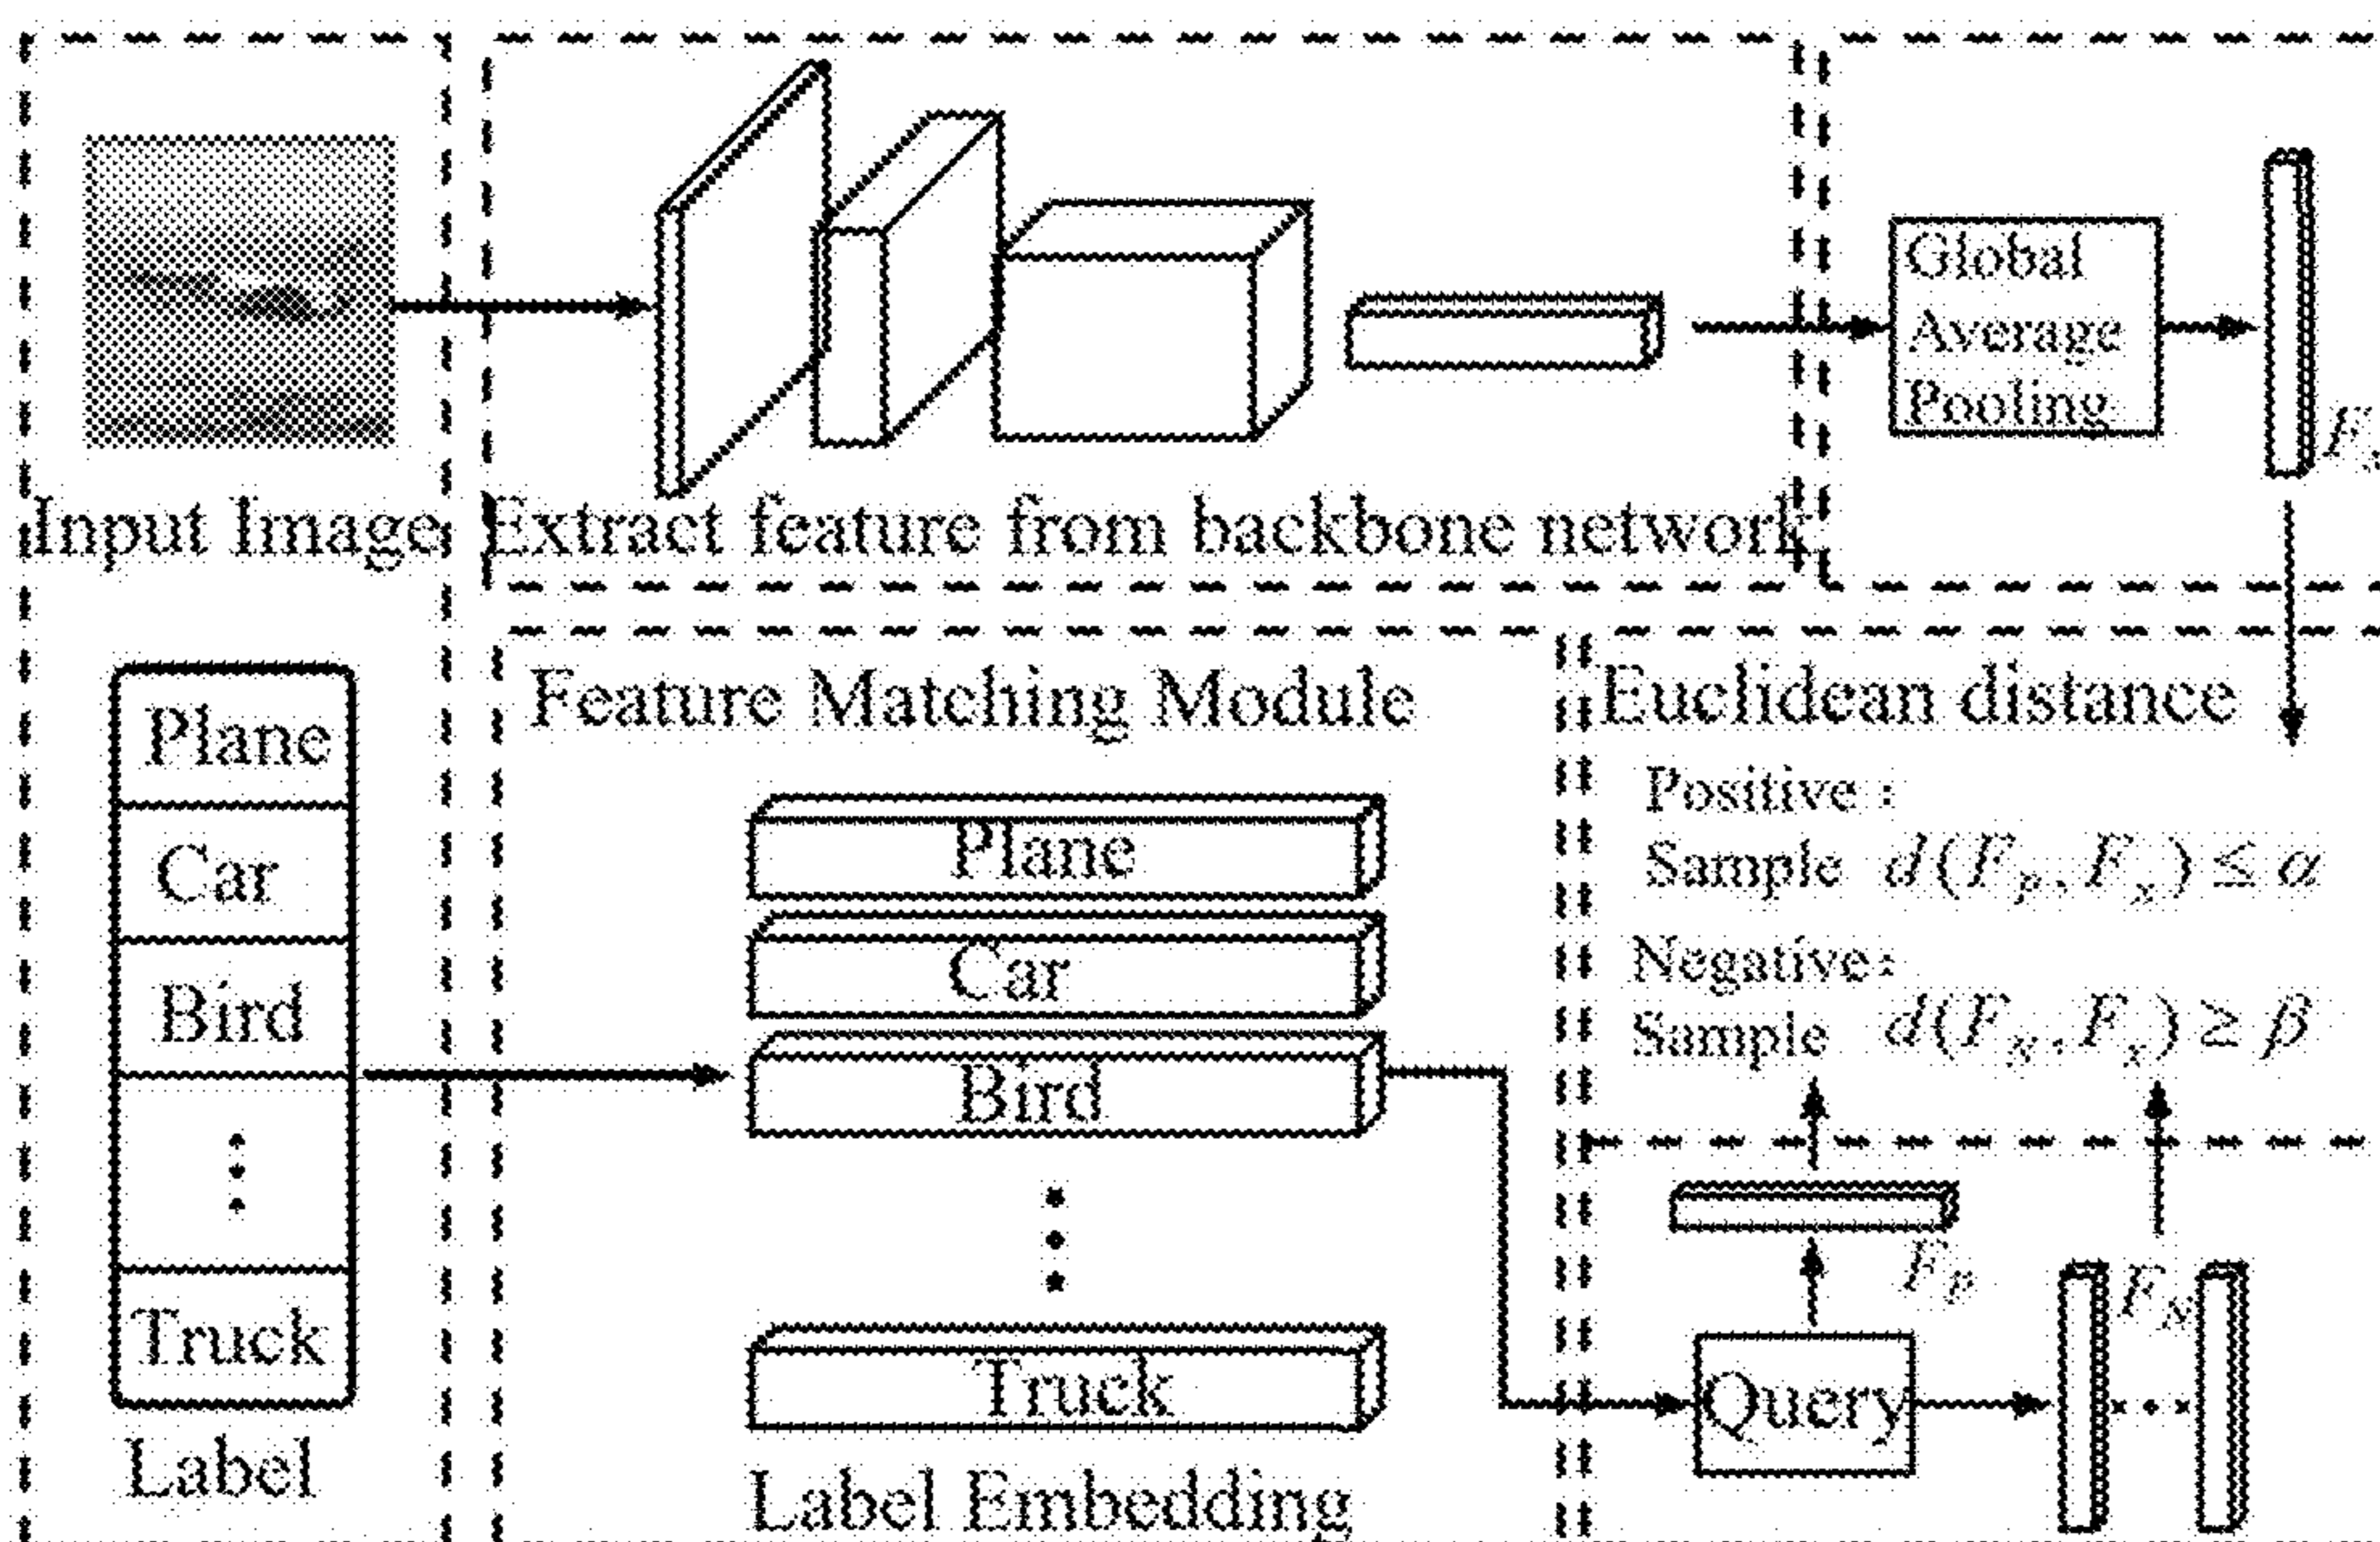 Global
Average
Pooling
Input Image
Extract feature from backbone network
Plane
Car
Bird
Truck
Label
Feature Matching Module
Plane
Car
Bird
Truck
Label Embedding
Euclidean distance
Positive :
Sample d(F_P, F_x) ≤ α
Negative :
Sample d(F_N, F_x) ≥ β
F_P
F_N
Query